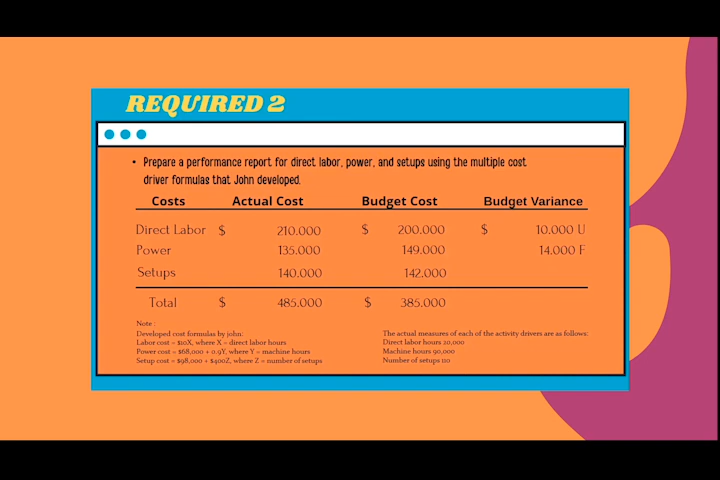 REQUIRED 2
• Prepare a performance report for direct labor, power, and setups using the multiple cost
driver formulas that John developed.
Costs Actual Cost Budget Cost Budget Variance
Direct Labor $ 210.000 $ 200.000 $ 10.000 U
Power 135.000 149.000 14.000 F
Setups 140.000 142.000
Total $ 485.000 $ 385.000
Note :
Developed cost formulas by john:
Labor cost = $10X, where X = direct labor hours
Power cost = $68,000 + 0.9Y, where Y = machine hours
Setup cost = $98,000 + $400Z, where Z = number of setups
The actual measures of each of the activity drivers are as follows:
Direct labor hours 20,000
Machine hours 90,000
Number of setups 110